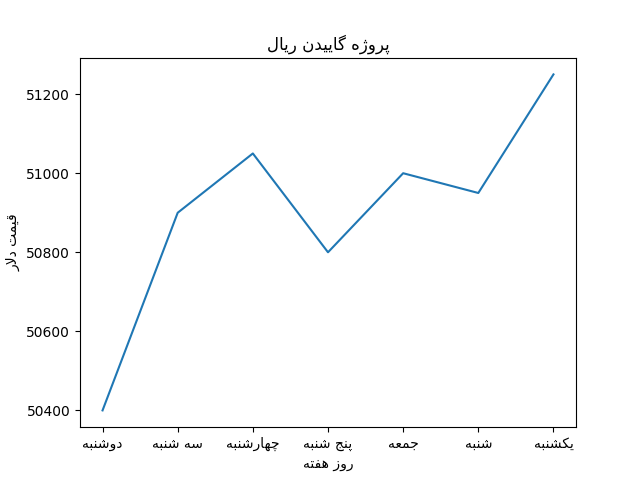 پروژه گاییدن ریال
قیمت دلار
51200
51000
50800
50600
50400
دوشنبه
سه شنبه
چهارشنبه
پنج شنبه
جمعه
شنبه
یکشنبه
روز هفته